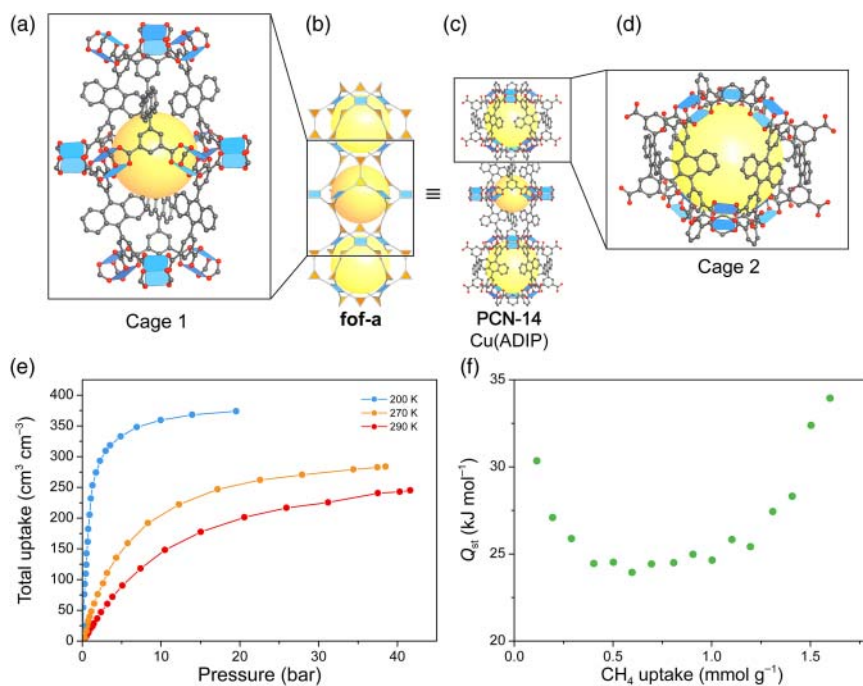 (a)
(b)
(c)
(d)
Cage 1
fof-a
≡
PCN-14
Cu(ADIP)
Cage 2
(e)
Total uptake (cm³ cm⁻³)
400
350
300
250
200
150
100
50
0
0 10 20 30 40
Pressure (bar)
200 K
270 K
290 K
(f)
Qst (kJ mol⁻¹)
35
30
25
20
0.0 0.5 1.0 1.5
CH₄ uptake (mmol g⁻¹)